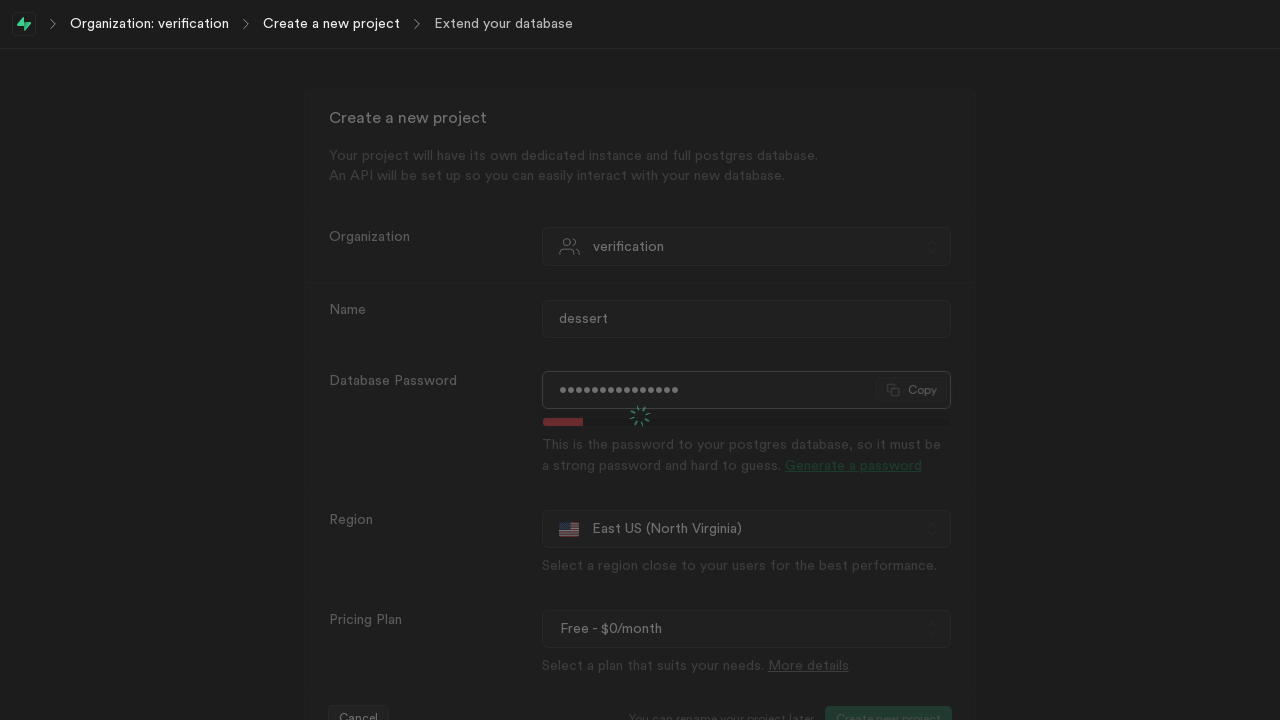 Organization: verification
Create a new project
Extend your database
Create a new project
Your project will have its own dedicated instance and full postgres database.
An API will be set up so you can easily interact with your new database.
Organization
verification
Name
dessert
Database Password
•••••••••••••••
Copy
This is the password to your postgres database, so it must be
a strong password and hard to guess. Generate a password
Region
East US (North Virginia)
Select a region close to your users for the best performance.
Pricing Plan
Free - $0/month
Select a plan that suits your needs. More details
Cancel
You can rename your project later
Create new project